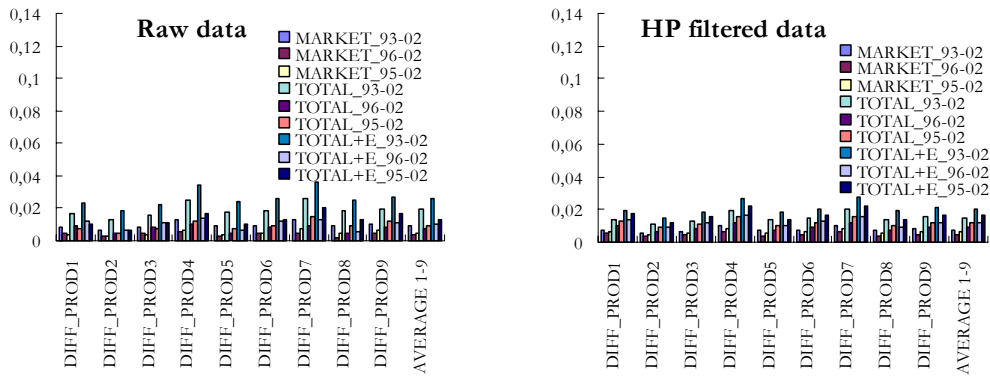 Raw data
0,14
0,12
0,1
0,08
0,06
0,04
0,02
0
MARKET_93-02
MARKET_96-02
MARKET_95-02
TOTAL_93-02
TOTAL_96-02
TOTAL_95-02
TOTAL+E_93-02
TOTAL+E_96-02
TOTAL+E_95-02
DIFF_PROD1
DIFF_PROD2
DIFF_PROD3
DIFF_PROD4
DIFF_PROD5
DIFF_PROD6
DIFF_PROD7
DIFF_PROD8
DIFF_PROD9
AVERAGE 1-9
HP filtered data
0,14
0,12
0,1
0,08
0,06
0,04
0,02
0
MARKET_93-02
MARKET_96-02
MARKET_95-02
TOTAL_93-02
TOTAL_96-02
TOTAL_95-02
TOTAL+E_93-02
TOTAL+E_96-02
TOTAL+E_95-02
DIFF_PROD1
DIFF_PROD2
DIFF_PROD3
DIFF_PROD4
DIFF_PROD5
DIFF_PROD6
DIFF_PROD7
DIFF_PROD8
DIFF_PROD9
AVERAGE 1-9